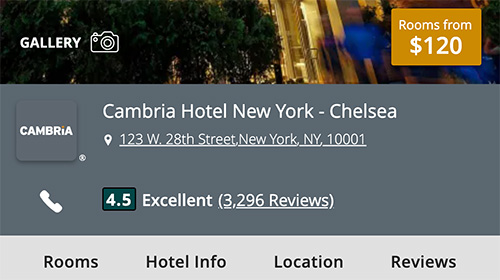 GALLERY
Rooms from
$120
CAMBRiA
®
Cambria Hotel New York - Chelsea
123 W. 28th Street,New York, NY, 10001
4.5 Excellent (3,296 Reviews)
Rooms Hotel Info Location Reviews